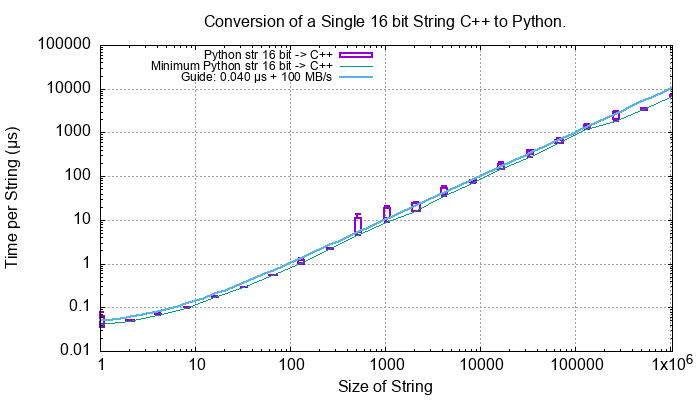 Conversion of a Single 16 bit String C++ to Python.
Python str 16 bit -> C++
Minimum Python str 16 bit -> C++
Guide: 0.040 µs + 100 MB/s
Time per String (µs)
100000
10000
1000
100
10
1
0.1
0.01
1
10
100
1000
10000
100000
1x10⁶
Size of String